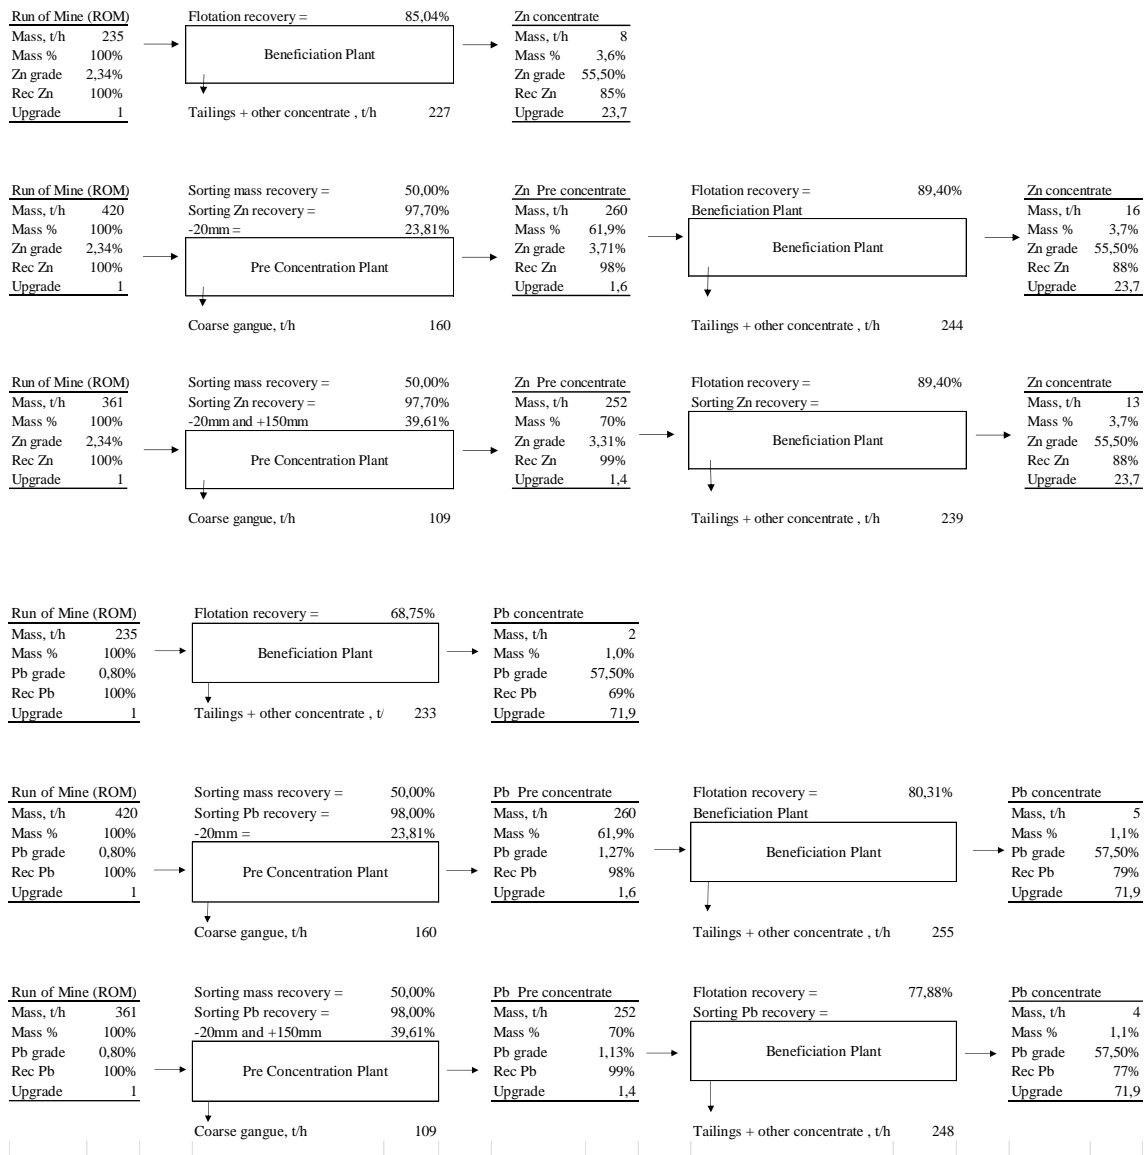 Run of Mine (ROM) Flotation recovery = 85,04% Zn concentrate
Mass, t/h 235 Mass, t/h 8
Mass % 100% Beneficiation Plant Mass % 3,6%
Zn grade 2,34% Zn grade 55,50%
Rec Zn 100% Rec Zn 85%
Upgrade 1 Tailings + other concentrate , t/h 227 Upgrade 23,7
Run of Mine (ROM) Sorting mass recovery = 50,00% Zn Pre concentrate Flotation recovery = 89,40% Zn concentrate
Mass, t/h 420 Sorting Zn recovery = 97,70% Mass, t/h 260 Beneficiation Plant Mass, t/h 16
Mass % 100% -20mm = 23,81% Mass % 61,9% Mass % 3,7%
Zn grade 2,34% Zn grade 3,71% Beneficiation Plant Zn grade 55,50%
Rec Zn 100% Pre Concentration Plant Rec Zn 98% Rec Zn 88%
Upgrade 1 Upgrade 1,6 Upgrade 23,7
Coarse gangue, t/h 160 Tailings + other concentrate , t/h 244
Run of Mine (ROM) Sorting mass recovery = 50,00% Zn Pre concentrate Flotation recovery = 89,40% Zn concentrate
Mass, t/h 361 Sorting Zn recovery = 97,70% Mass, t/h 252 Sorting Zn recovery = Mass, t/h 13
Mass % 100% -20mm and +150mm 39,61% Mass % 70% Mass % 3,7%
Zn grade 2,34% Zn grade 3,31% Beneficiation Plant Zn grade 55,50%
Rec Zn 100% Pre Concentration Plant Rec Zn 99% Rec Zn 88%
Upgrade 1 Upgrade 1,4 Upgrade 23,7
Coarse gangue, t/h 109 Tailings + other concentrate , t/h 239
Run of Mine (ROM) Flotation recovery = 68,75% Pb concentrate
Mass, t/h 235 Mass, t/h 2
Mass % 100% Beneficiation Plant Mass % 1,0%
Pb grade 0,80% Pb grade 57,50%
Rec Pb 100% Rec Pb 69%
Upgrade 1 Tailings + other concentrate , t/ 233 Upgrade 71,9
Run of Mine (ROM) Sorting mass recovery = 50,00% Pb Pre concentrate Flotation recovery = 80,31% Pb concentrate
Mass, t/h 420 Sorting Pb recovery = 98,00% Mass, t/h 260 Beneficiation Plant Mass, t/h 5
Mass % 100% -20mm = 23,81% Mass % 61,9% Mass % 1,1%
Pb grade 0,80% Pb grade 1,27% Beneficiation Plant Pb grade 57,50%
Rec Pb 100% Pre Concentration Plant Rec Pb 98% Rec Pb 79%
Upgrade 1 Upgrade 1,6 Upgrade 71,9
Coarse gangue, t/h 160 Tailings + other concentrate , t/h 255
Run of Mine (ROM) Sorting mass recovery = 50,00% Pb Pre concentrate Flotation recovery = 77,88% Pb concentrate
Mass, t/h 361 Sorting Pb recovery = 98,00% Mass, t/h 252 Sorting Pb recovery = Mass, t/h 4
Mass % 100% -20mm and +150mm 39,61% Mass % 70% Mass % 1,1%
Pb grade 0,80% Pb grade 1,13% Beneficiation Plant Pb grade 57,50%
Rec Pb 100% Pre Concentration Plant Rec Pb 99% Rec Pb 77%
Upgrade 1 Upgrade 1,4 Upgrade 71,9
Coarse gangue, t/h 109 Tailings + other concentrate , t/h 248